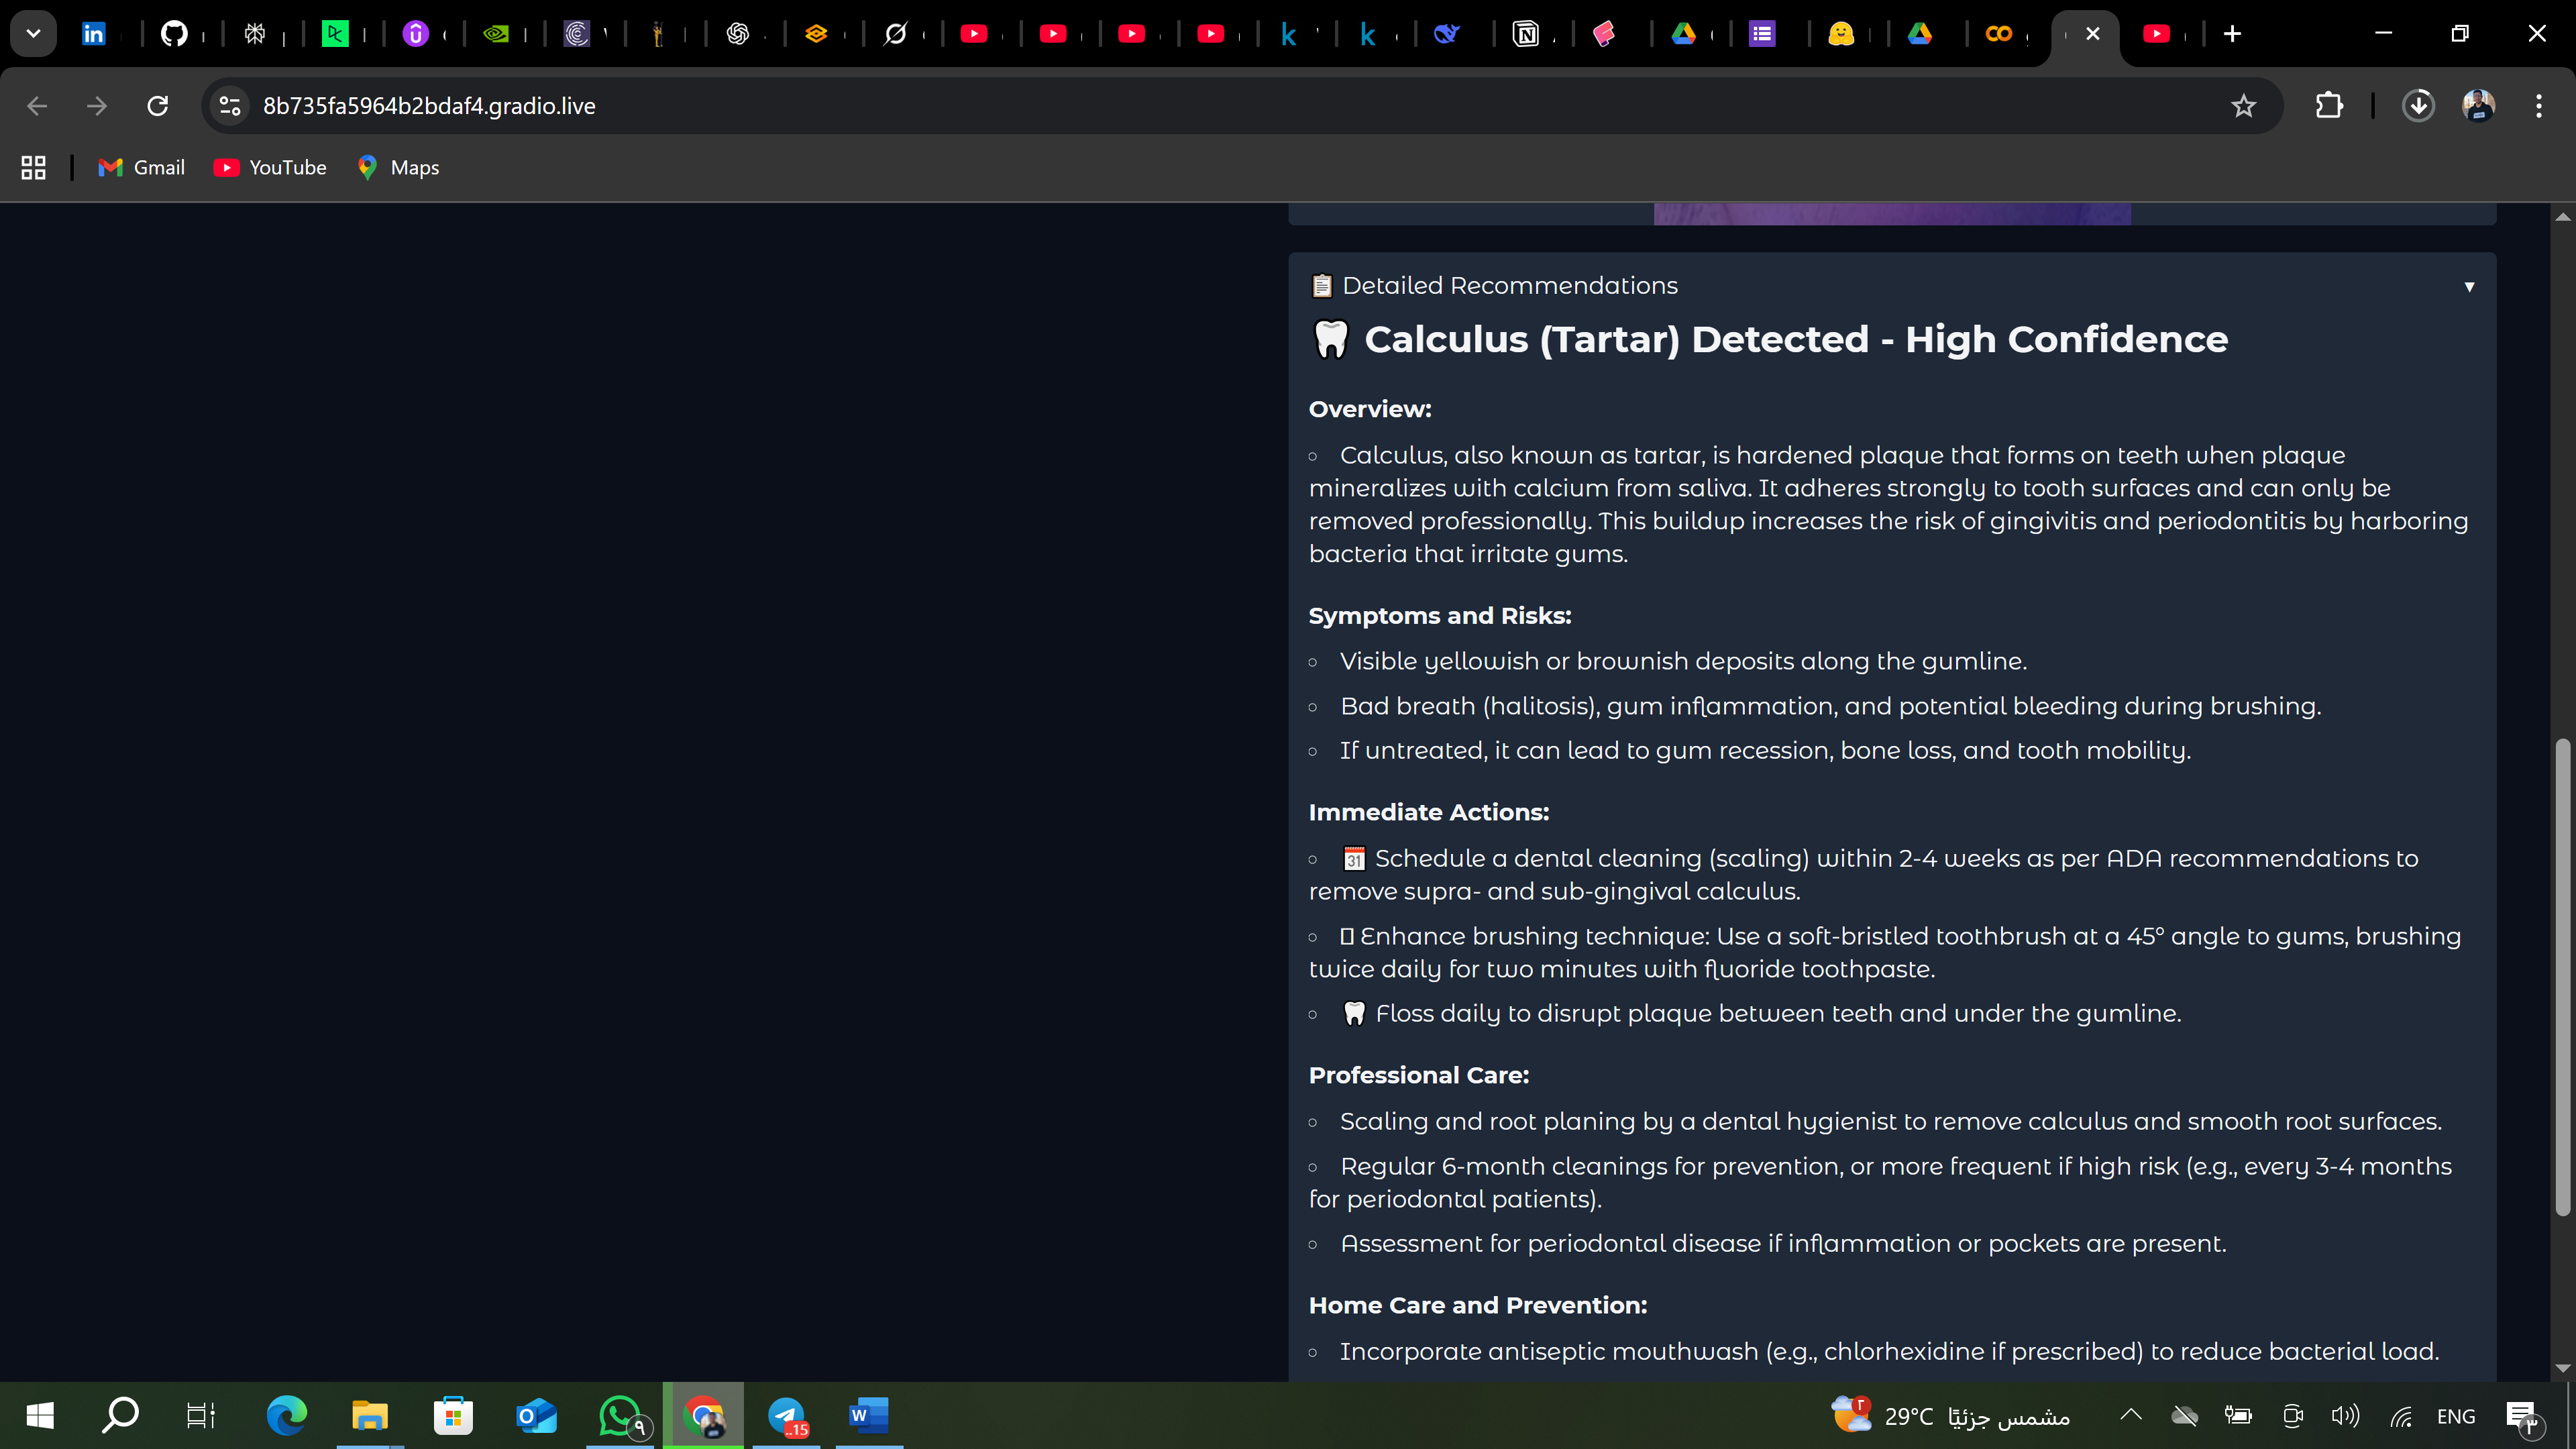 8b735fa5964b2bdaf4.gradio.live
Gmail
YouTube
Maps
📋 Detailed Recommendations
🦷 Calculus (Tartar) Detected - High Confidence
Overview:
Calculus, also known as tartar, is hardened plaque that forms on teeth when plaque
mineralizes with calcium from saliva. It adheres strongly to tooth surfaces and can only be
removed professionally. This buildup increases the risk of gingivitis and periodontitis by harboring
bacteria that irritate gums.
Symptoms and Risks:
Visible yellowish or brownish deposits along the gumline.
Bad breath (halitosis), gum inflammation, and potential bleeding during brushing.
If untreated, it can lead to gum recession, bone loss, and tooth mobility.
Immediate Actions:
📅 Schedule a dental cleaning (scaling) within 2-4 weeks as per ADA recommendations to
remove supra- and sub-gingival calculus.
Enhance brushing technique: Use a soft-bristled toothbrush at a 45° angle to gums, brushing
twice daily for two minutes with fluoride toothpaste.
🦷 Floss daily to disrupt plaque between teeth and under the gumline.
Professional Care:
Scaling and root planing by a dental hygienist to remove calculus and smooth root surfaces.
Regular 6-month cleanings for prevention, or more frequent if high risk (e.g., every 3-4 months
for periodontal patients).
Assessment for periodontal disease if inflammation or pockets are present.
Home Care and Prevention:
Incorporate antiseptic mouthwash (e.g., chlorhexidine if prescribed) to reduce bacterial load.
٩
..15
٢
29°C مشمس جزئيًا
ENG
٣